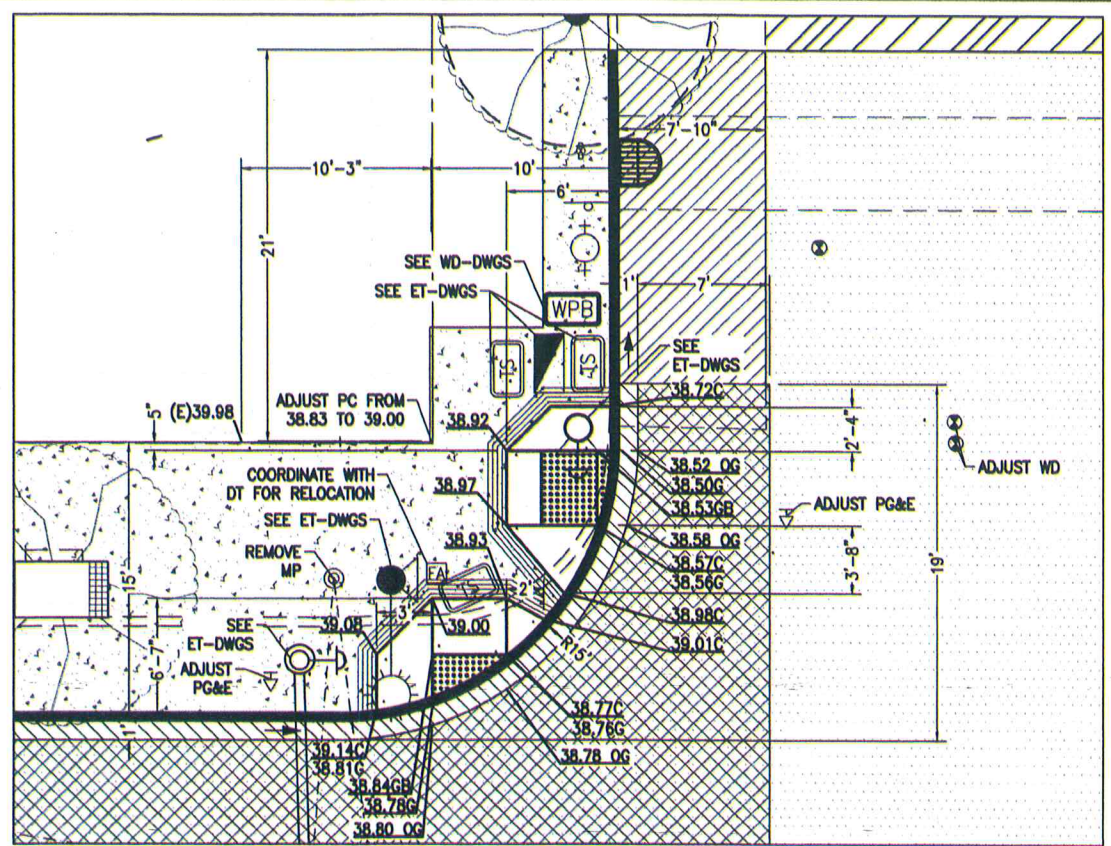 7'-10"
10'-3"
10'
6'
21'
SEE WD-DWGS
1'
7'
SEE ET-DWGS
WPB
TS
TS
SEE
ET-DWGS
38.72C
5"
(E)39.98
ADJUST PC FROM
38.83 TO 39.00
38.92
2'-4"
38.52 OG
38.50G
38.53GB
ADJUST WD
COORDINATE WITH
DT FOR RELOCATION
38.97
ADJUST PG&E
SEE ET-DWGS
38.58 OG
38.57C
38.56G
38.93
3'-8"
19'
REMOVE
MP
FA
15'
2'
38.98C
3'
39.00
39.08
39.01C
SEE
ET-DWGS
R15'
6'-7"
ADJUST
PG&E
38.77C
38.76G
1'
39.14C
38.81G
38.78 OG
38.84GB
38.78G
38.80 OG